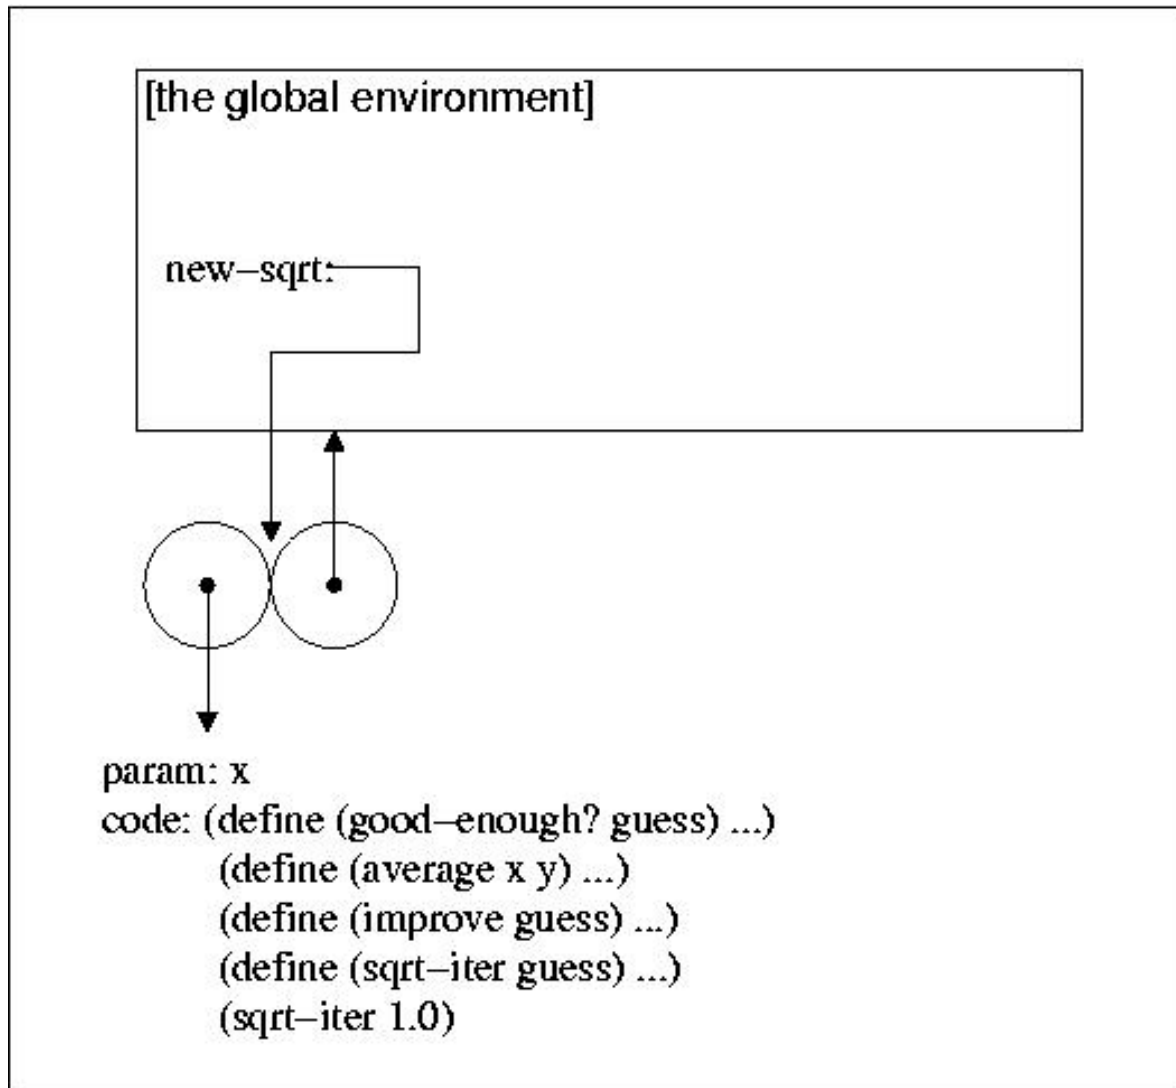 [the global environment]
new–sqrt:
param: x
code: (define (good–enough? guess) ...)
(define (average x y) ...)
(define (improve guess) ...)
(define (sqrt–iter guess) ...)
(sqrt–iter 1.0)